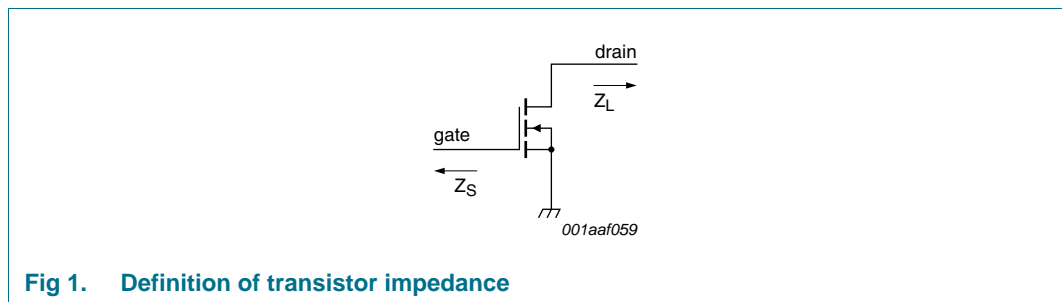 drain
Z_L
gate
Z_S
001aaf059
Fig 1. Definition of transistor impedance